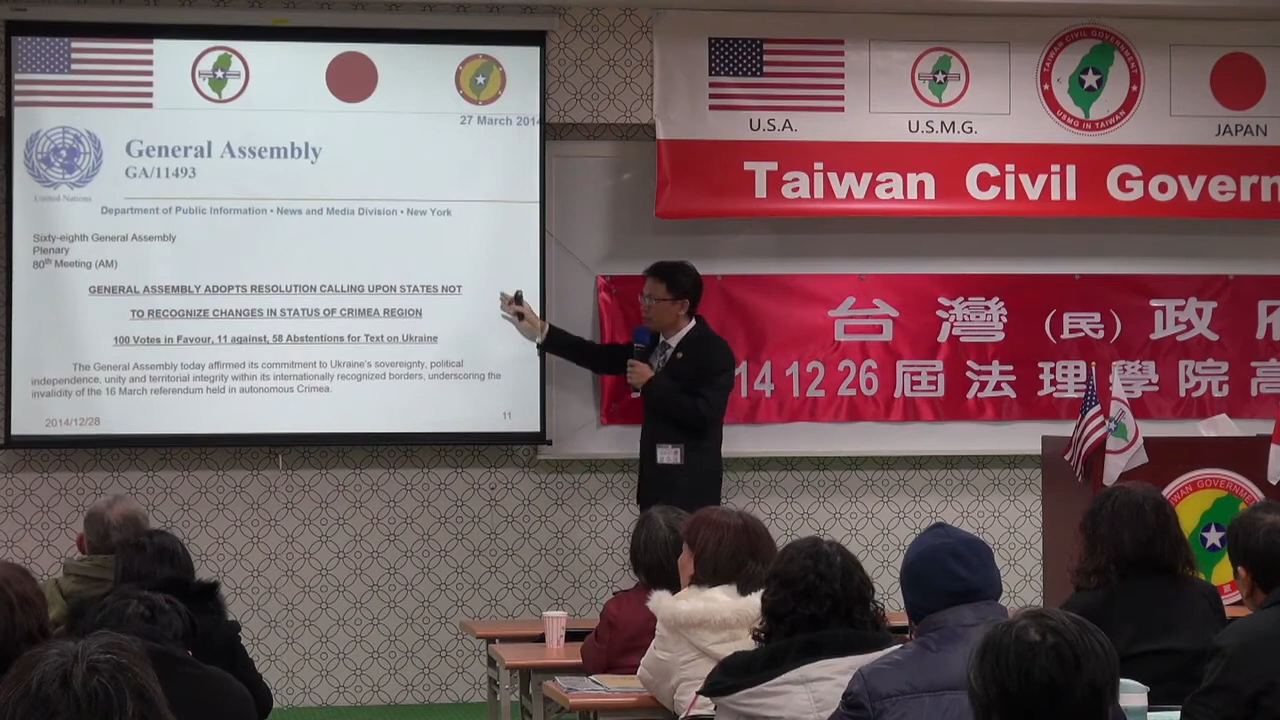 27 March 2014
General Assembly
GA/11493
United Nations
Department of Public Information • News and Media Division • New York
Sixty-eighth General Assembly
Plenary
80th Meeting (AM)
GENERAL ASSEMBLY ADOPTS RESOLUTION CALLING UPON STATES NOT
TO RECOGNIZE CHANGES IN STATUS OF CRIMEA REGION
100 Votes in Favour, 11 against, 58 Abstentions for Text on Ukraine
The General Assembly today affirmed its commitment to Ukraine's sovereignty, political
independence, unity and territorial integrity within its internationally recognized borders, underscoring the
invalidity of the 16 March referendum held in autonomous Crimea.
2014/12/28
11
TAIWAN CIVIL GOVERNMENT
USMG IN TAIWAN
U.S.A.
U.S.M.G.
JAPAN
Taiwan Civil Govern
台灣(民)政府
14 12 26 屆法理學院高
WAN GOVERNM